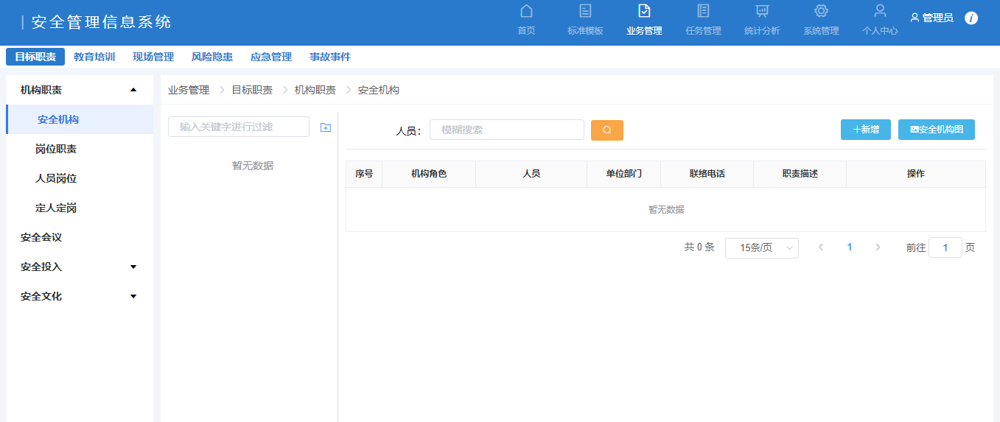 安全管理信息系统
首页 标准模板 业务管理 任务管理 统计分析 系统管理 个人中心 管理员
目标职责 教育培训 现场管理 风险隐患 应急管理 事故事件
机构职责
安全机构
岗位职责
人员岗位
定人定岗
安全会议
安全投入
安全文化
业务管理 > 目标职责 > 机构职责 > 安全机构
输入关键字进行过滤
暂无数据
人员： 模糊搜索 +新增 安全机构图
序号 机构角色 人员 单位部门 联络电话 职责描述 操作
暂无数据
共 0 条 15条/页 < 1 > 前往 1 页